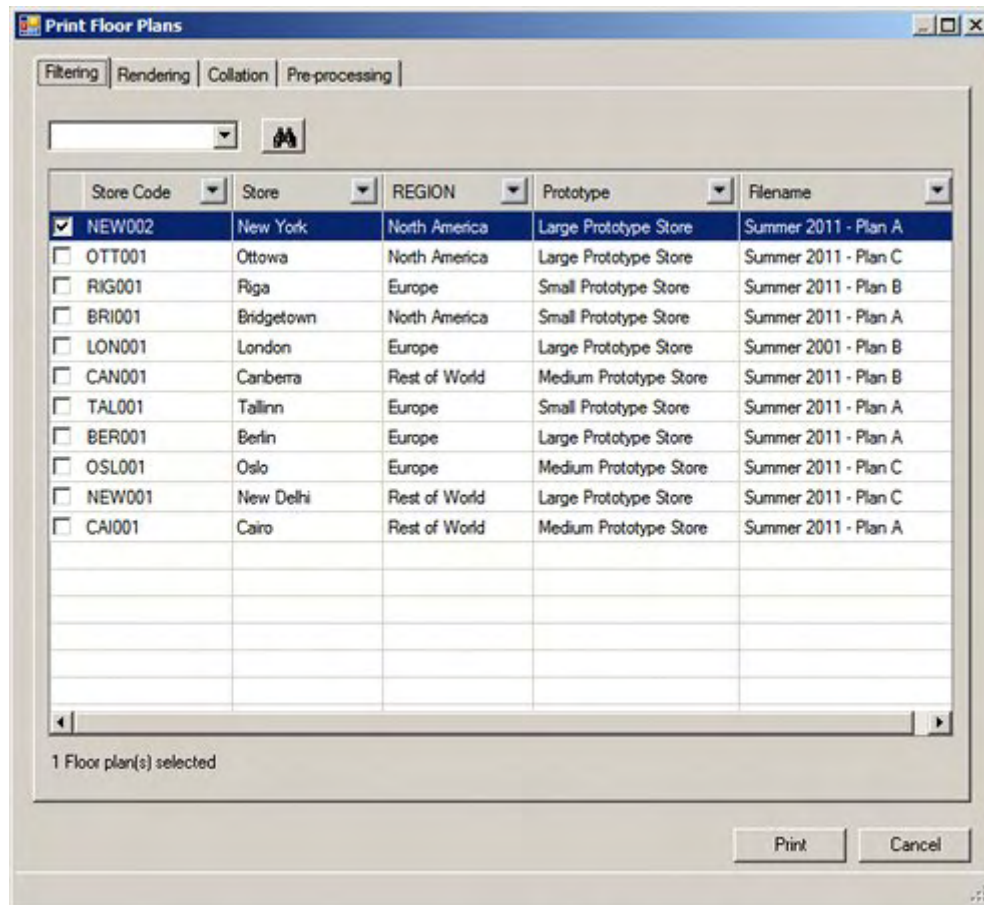 Print Floor Plans
Filtering Rendering Collation Pre-processing
Store Code Store REGION Prototype Filename
NEW002 New York North America Large Prototype Store Summer 2011 - Plan A
OTT001 Ottowa North America Large Prototype Store Summer 2011 - Plan C
RIG001 Riga Europe Small Prototype Store Summer 2011 - Plan B
BRI001 Bridgetown North America Small Prototype Store Summer 2011 - Plan A
LON001 London Europe Large Prototype Store Summer 2001 - Plan B
CAN001 Canberra Rest of World Medium Prototype Store Summer 2011 - Plan B
TAL001 Tallinn Europe Small Prototype Store Summer 2011 - Plan A
BER001 Berlin Europe Large Prototype Store Summer 2011 - Plan A
OSL001 Oslo Europe Medium Prototype Store Summer 2011 - Plan C
NEW001 New Delhi Rest of World Large Prototype Store Summer 2011 - Plan C
CAI001 Cairo Rest of World Medium Prototype Store Summer 2011 - Plan A
1 Floor plan(s) selected
Print Cancel